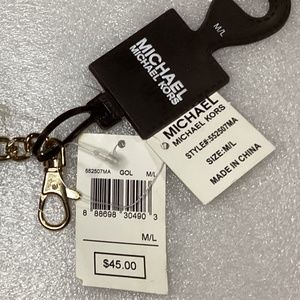 M/L
MICHAEL
MICHAEL KORS
MICHAEL
MICHAEL KORS
STYLE#:552507MA
SIZE:M/L
MADE IN CHINA
552507MA GOL M/L
8 88698 30490 3
M/L
$45.00